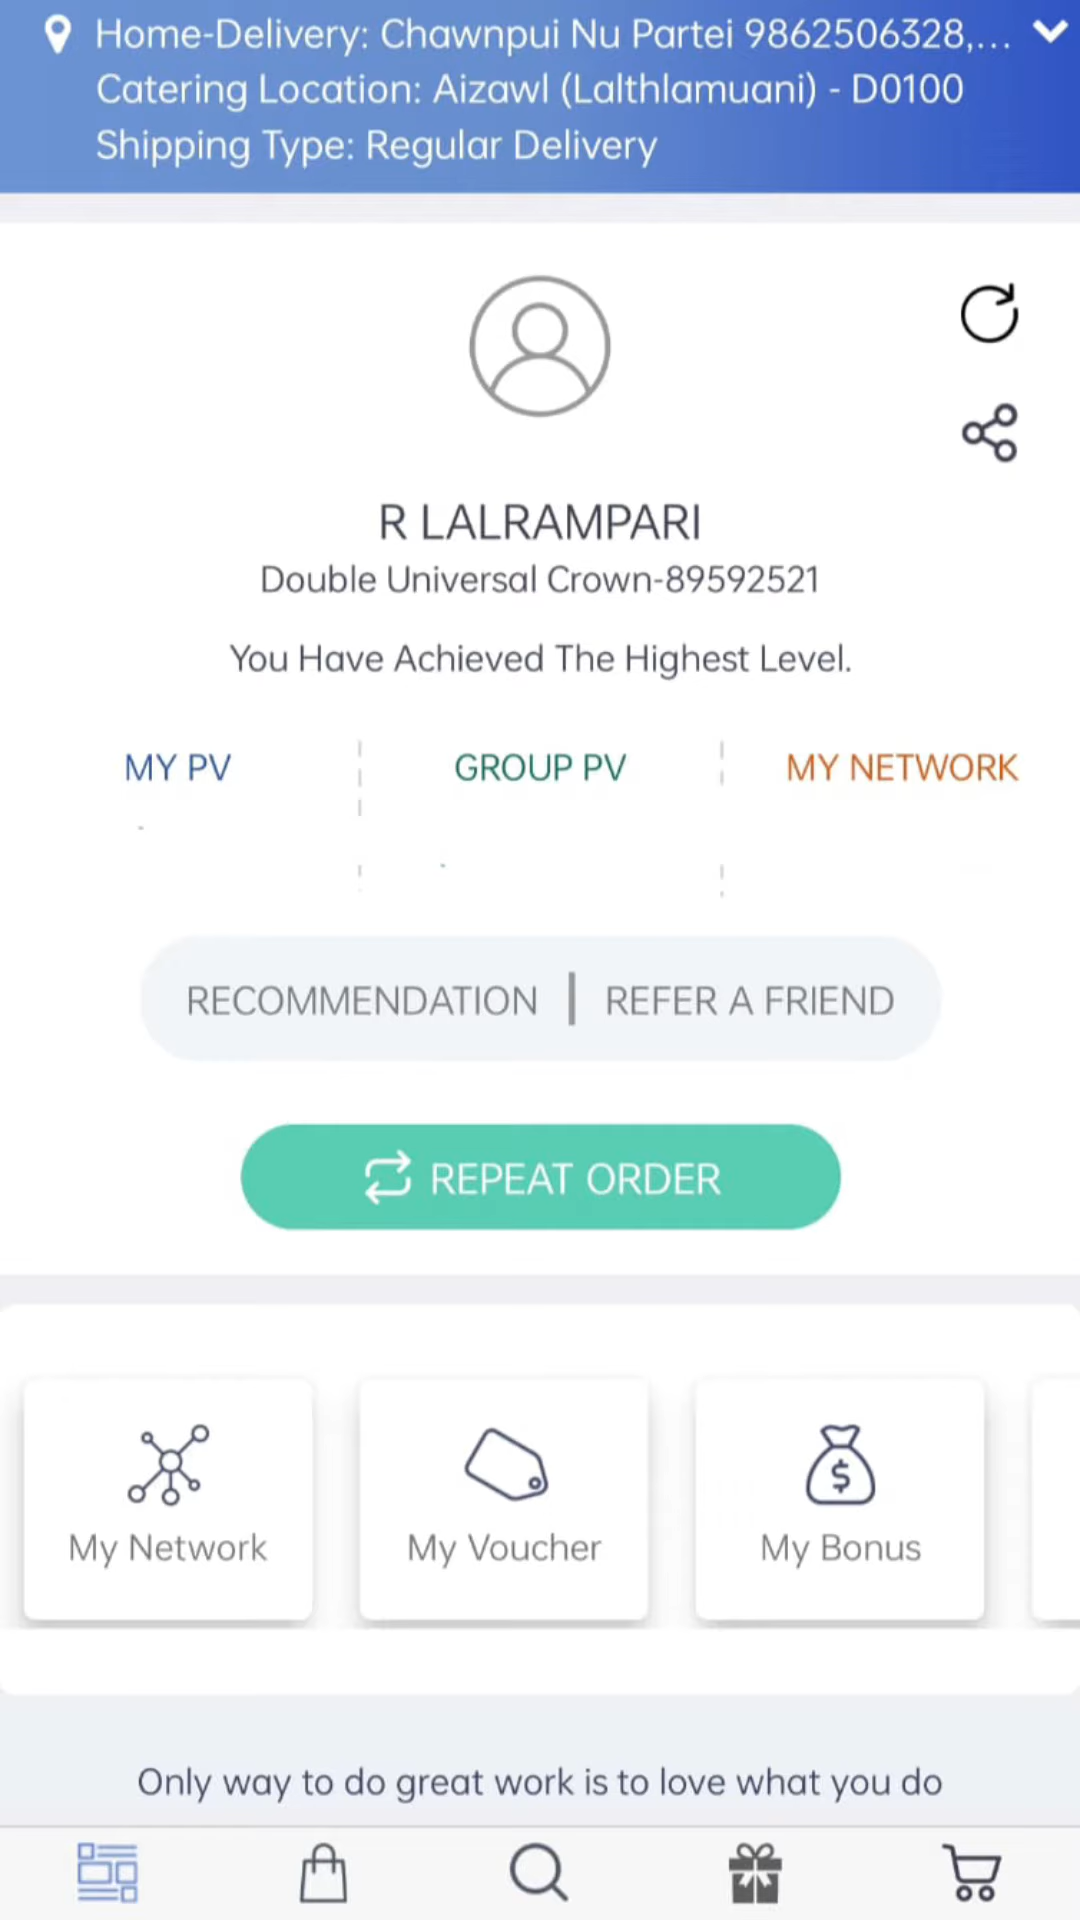 Home-Delivery: Chawnpui Nu Partei 9862506328,...
Catering Location: Aizawl (Lalthlamuani) - D0100
Shipping Type: Regular Delivery
R LALRAMPARI
Double Universal Crown-89592521
You Have Achieved The Highest Level.
MY PV
GROUP PV
MY NETWORK
RECOMMENDATION | REFER A FRIEND
REPEAT ORDER
My Network
My Voucher
My Bonus
Only way to do great work is to love what you do